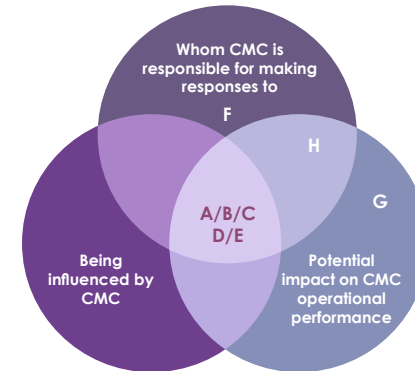 Whom CMC is
responsible for making
responses to
F
H
G
A/B/C
D/E
Being
influenced by
CMC
Potential
impact on CMC
operational
performance